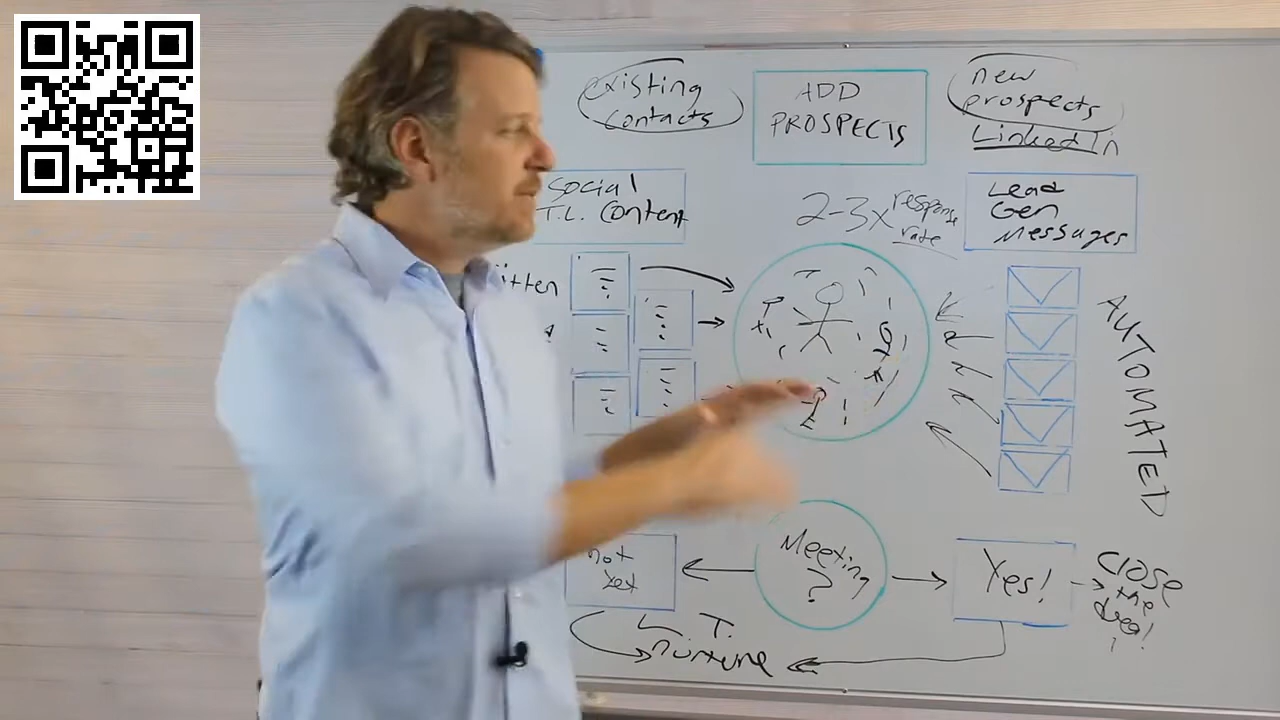 existing
contacts
ADD
PROSPECTS
new
prospects
LinkedIn
Social
T.L. Content
2-3x response
rate
Lead
Gen
Messages
AUTOMATED
not
yet
Meeting
?
Yes!
Close
the
deal!
L.T.
nurture